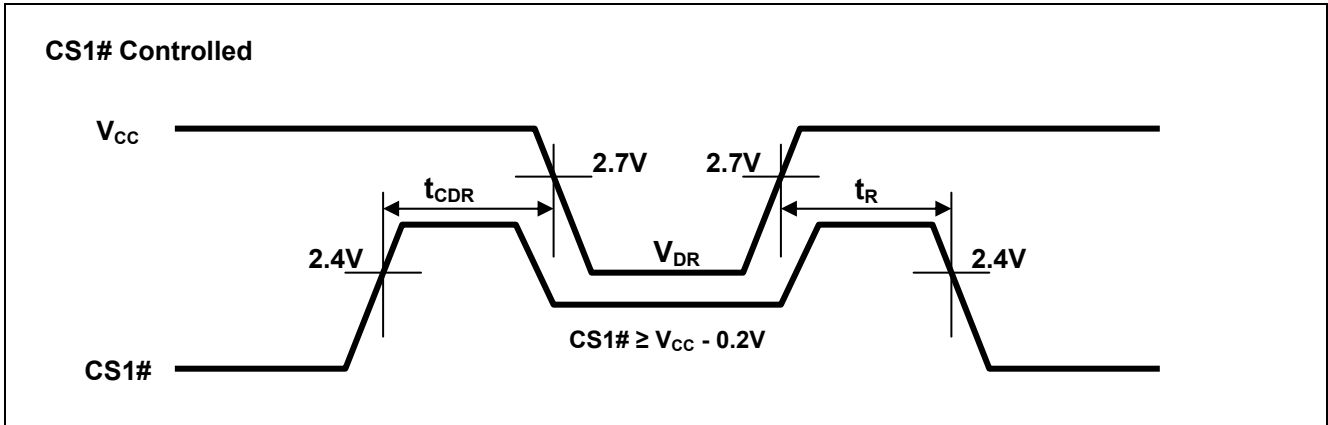 CS1# Controlled
VCC
2.7V 2.7V
tCDR tR
2.4V VDR 2.4V
CS1# ≥ VCC - 0.2V
CS1#